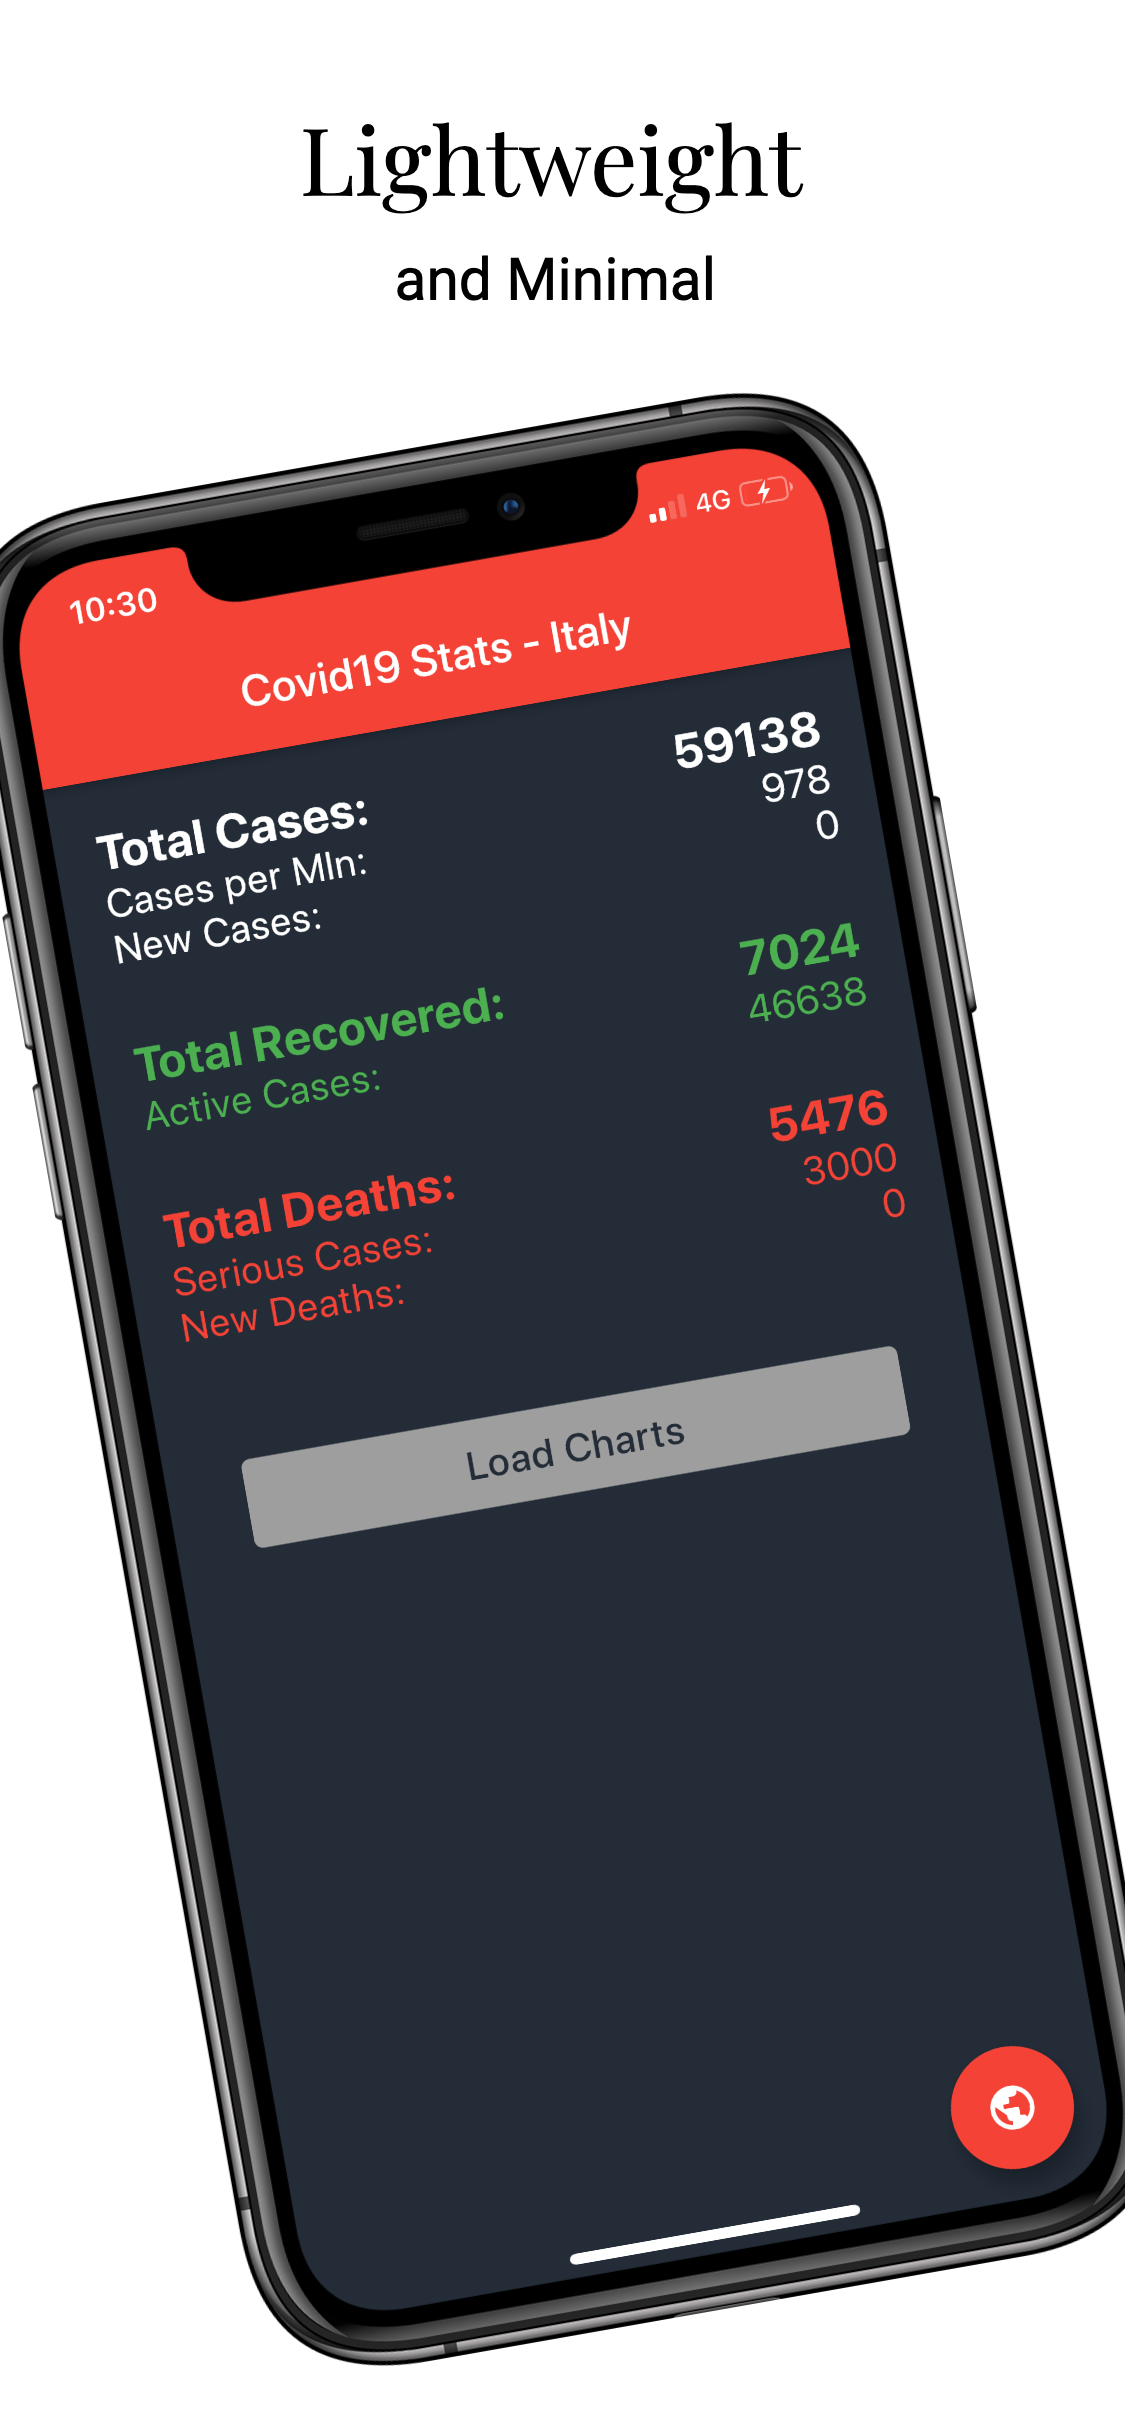 Lightweight
and Minimal
10:30
4G
Covid19 Stats - Italy
Total Cases: 59138
Cases per Mln: 978
New Cases: 0
Total Recovered: 7024
Active Cases: 46638
Total Deaths: 5476
Serious Cases: 3000
New Deaths: 0
Load Charts